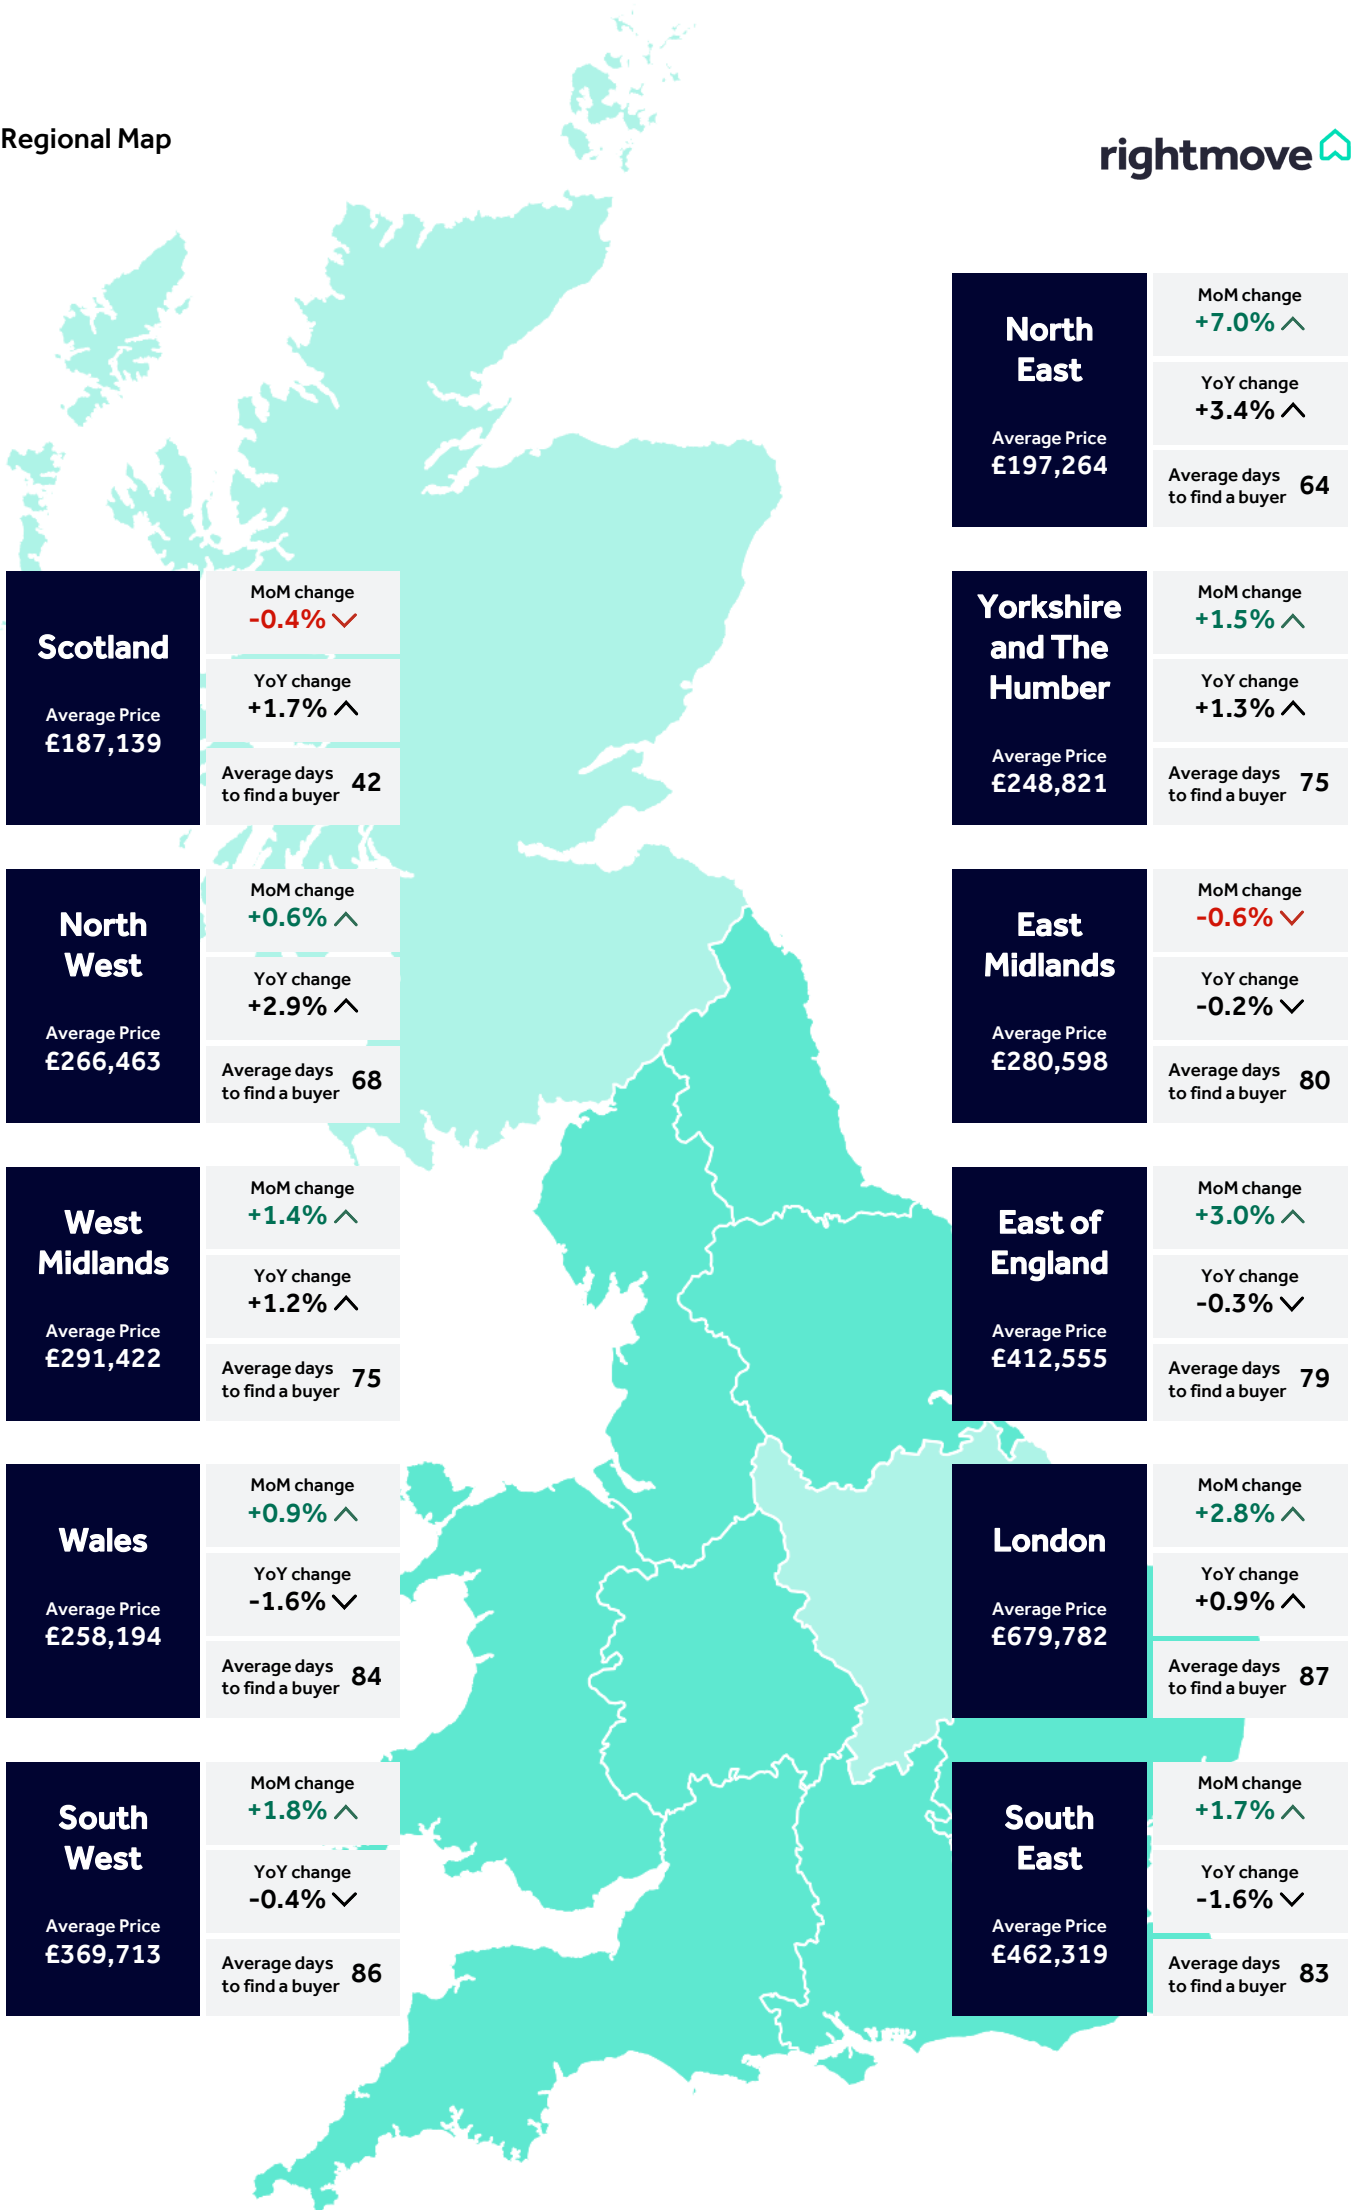 Regional Map
rightmove
North
East
Average Price
£197,264
MoM change
+7.0%
YoY change
+3.4%
Average days
to find a buyer
64
Scotland
Average Price
£187,139
MoM change
-0.4%
YoY change
+1.7%
Average days
to find a buyer
42
Yorkshire
and The
Humber
Average Price
£248,821
MoM change
+1.5%
YoY change
+1.3%
Average days
to find a buyer
75
North
West
Average Price
£266,463
MoM change
+0.6%
YoY change
+2.9%
Average days
to find a buyer
68
East
Midlands
Average Price
£280,598
MoM change
-0.6%
YoY change
-0.2%
Average days
to find a buyer
80
West
Midlands
Average Price
£291,422
MoM change
+1.4%
YoY change
+1.2%
Average days
to find a buyer
75
East of
England
Average Price
£412,555
MoM change
+3.0%
YoY change
-0.3%
Average days
to find a buyer
79
Wales
Average Price
£258,194
MoM change
+0.9%
YoY change
-1.6%
Average days
to find a buyer
84
London
Average Price
£679,782
MoM change
+2.8%
YoY change
+0.9%
Average days
to find a buyer
87
South
West
Average Price
£369,713
MoM change
+1.8%
YoY change
-0.4%
Average days
to find a buyer
86
South
East
Average Price
£462,319
MoM change
+1.7%
YoY change
-1.6%
Average days
to find a buyer
83